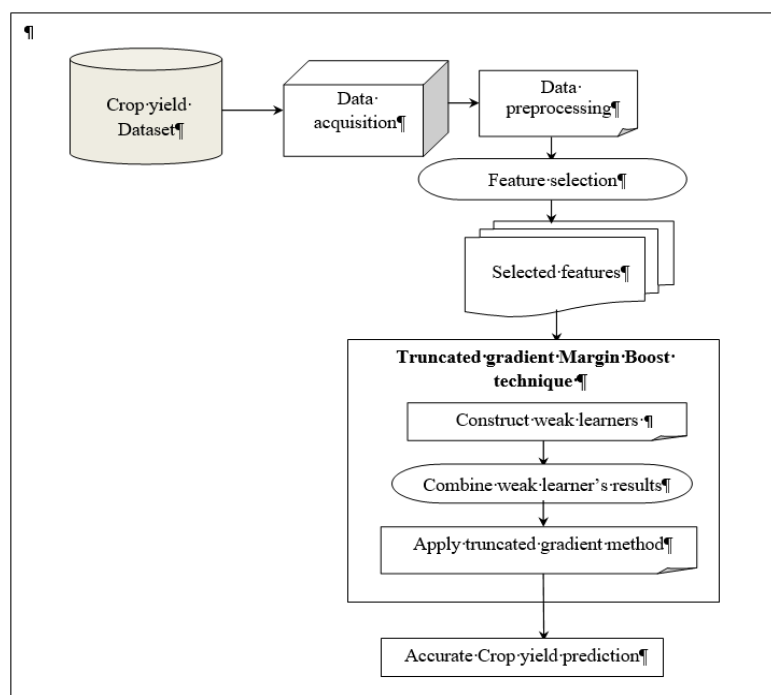 ¶
Crop·yield·
Dataset¶
Data·
acquisition¶
Data·
preprocessing¶
Feature·selection¶
Selected·features¶
Truncated·gradient·Margin·Boost·
technique·¶
Construct·weak·learners·¶
Combine·weak·learner’s·results¶
Apply·truncated·gradient·method¶
Accurate·Crop·yield·prediction¶